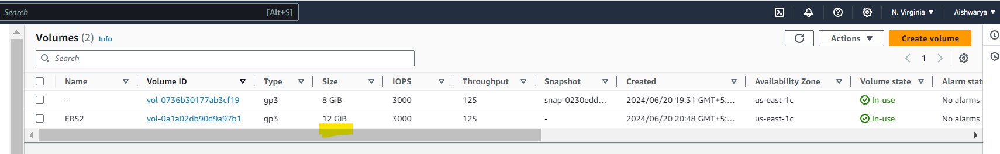 Search [Alt+S] N. Virginia Aishwarya
Volumes (2) Info Actions Create volume
Search 1
Name Volume ID Type Size IOPS Throughput Snapshot Created Availability Zone Volume state Alarm stat
– vol-0736b30177ab3cf19 gp3 8 GiB 3000 125 snap-0230edd... 2024/06/20 19:31 GMT+5:... us-east-1c In-use No alarms
EBS2 vol-0a1a02db90d9a97b1 gp3 12 GiB 3000 125 - 2024/06/20 20:48 GMT+5:... us-east-1c In-use No alarms